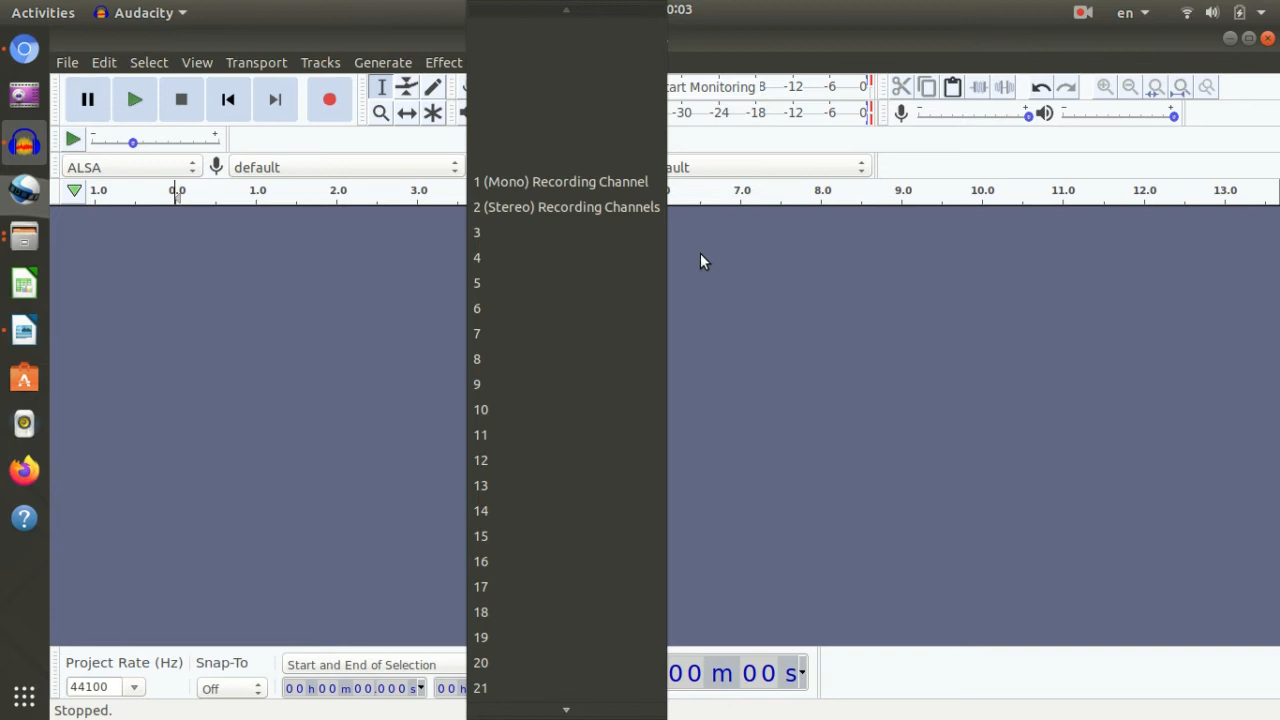 Activities Audacity 0:03 en
File Edit Select View Transport Tracks Generate Effect
tart Monitoring -12 -6 0
-30 -24 -18 -12 -6 0
ALSA default ault
1.0 0.0 1.0 2.0 3.0 7.0 8.0 9.0 10.0 11.0 12.0 13.0
1 (Mono) Recording Channel
2 (Stereo) Recording Channels
3
4
5
6
7
8
9
10
11
12
13
14
15
16
17
18
19
20
21
Project Rate (Hz) Snap-To Start and End of Selection
44100 Off 00 h 00 m 00.000 s 00 h 00 m 00 s
Stopped.